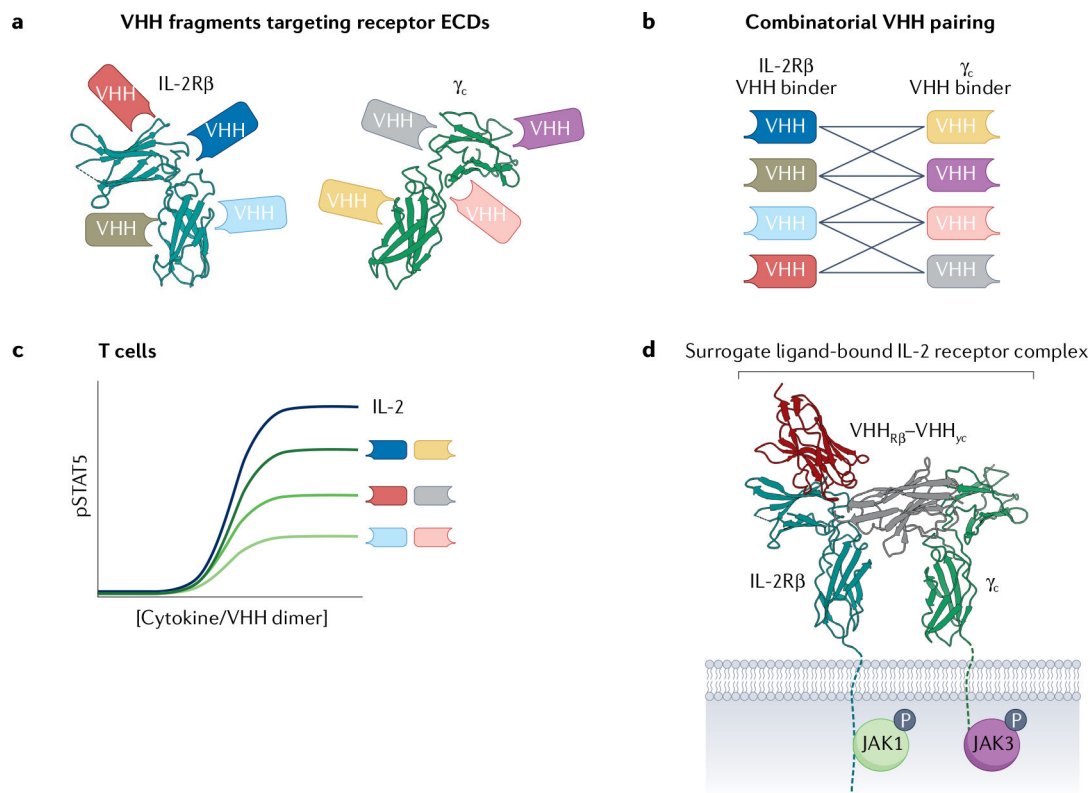 a
VHH fragments targeting receptor ECDs
IL-2Rβ
γc
VHH
VHH
VHH
VHH
VHH
VHH
VHH
VHH
b
Combinatorial VHH pairing
IL-2Rβ
VHH binder
γc
VHH binder
VHH
VHH
VHH
VHH
VHH
VHH
VHH
VHH
c
T cells
pSTAT5
IL-2
[Cytokine/VHH dimer]
d
Surrogate ligand-bound IL-2 receptor complex
VHHRβ–VHHyc
IL-2Rβ
γc
P
P
JAK1
JAK3